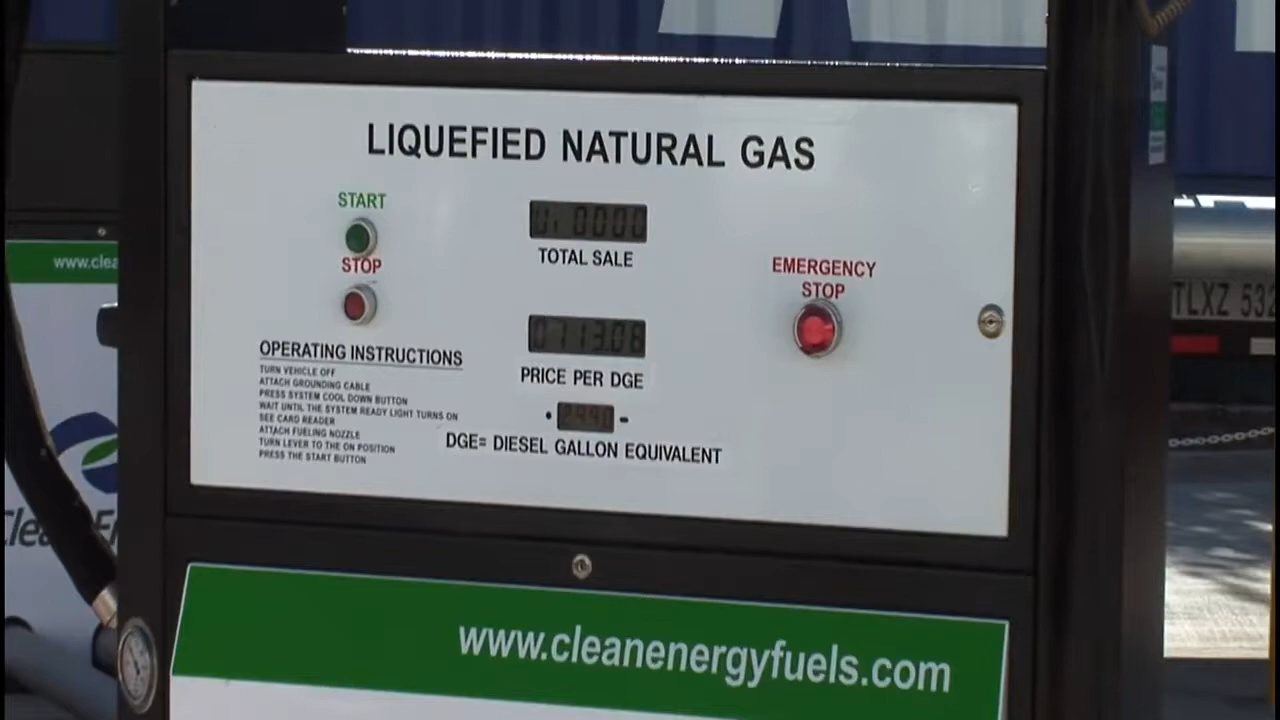 LIQUEFIED NATURAL GAS
START
0000
TOTAL SALE
STOP
EMERGENCY
STOP
0713.08
PRICE PER DGE
OPERATING INSTRUCTIONS
TURN VEHICLE OFF
ATTACH GROUNDING CABLE
PRESS SYSTEM COOL DOWN BUTTON
WAIT UNTIL THE SYSTEM READY LIGHT TURNS ON
SEE CARD READER
ATTACH FUELING NOZZLE
TURN LEVER TO THE ON POSITION
PRESS THE START BUTTON
DGE= DIESEL GALLON EQUIVALENT
www.cleanenergyfuels.com
www.clea
TLXZ 532